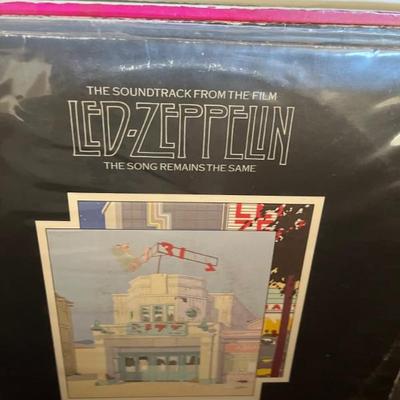 THE SOUNDTRACK FROM THE FILM
LED-ZEPPELIN
THE SONG REMAINS THE SAME